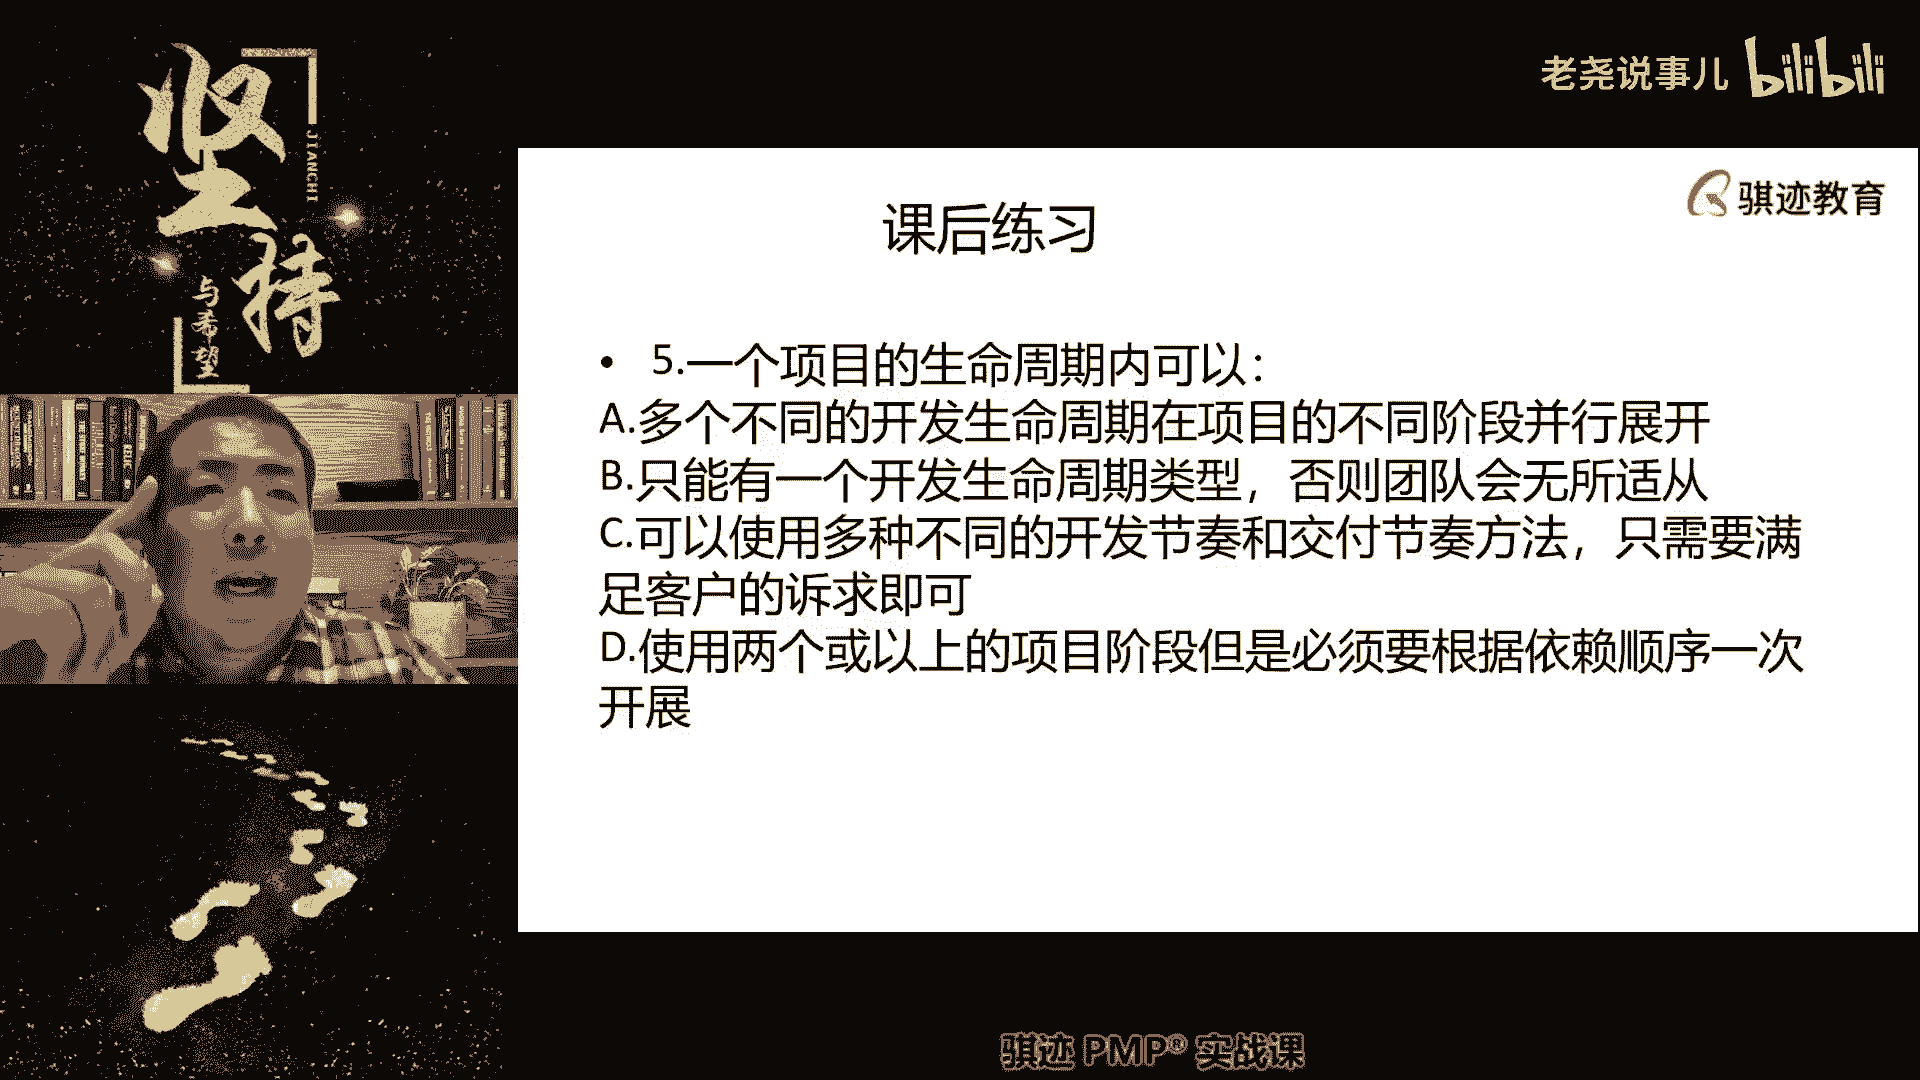 坚持
JIANCHI
与希望
老尧说事儿 bilibili
骐迹教育
课后练习
• 5.一个项目的生命周期内可以：
A.多个不同的开发生命周期在项目的不同阶段并行展开
B.只能有一个开发生命周期类型，否则团队会无所适从
C.可以使用多种不同的开发节奏和交付节奏方法，只需要满
足客户的诉求即可
D.使用两个或以上的项目阶段但是必须要根据依赖顺序一次
开展
骐迹 PMP® 实战课